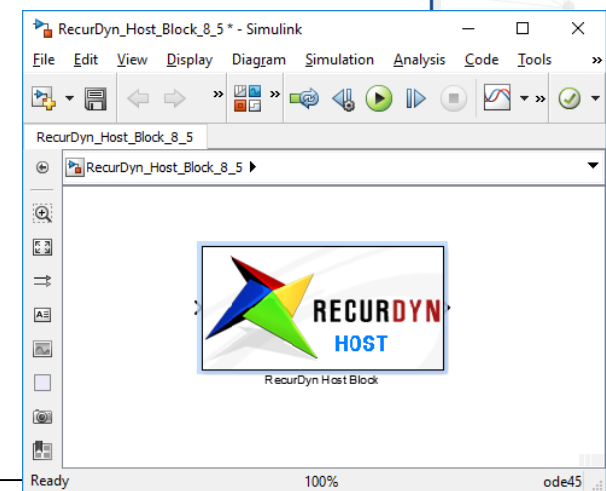 RecurDyn_Host_Block_8_5 * - Simulink
File Edit View Display Diagram Simulation Analysis Code Tools »
» » »
RecurDyn_Host_Block_8_5
RecurDyn_Host_Block_8_5
RECURDYN
HOST
RecurDyn Host Block
Ready 100% ode45